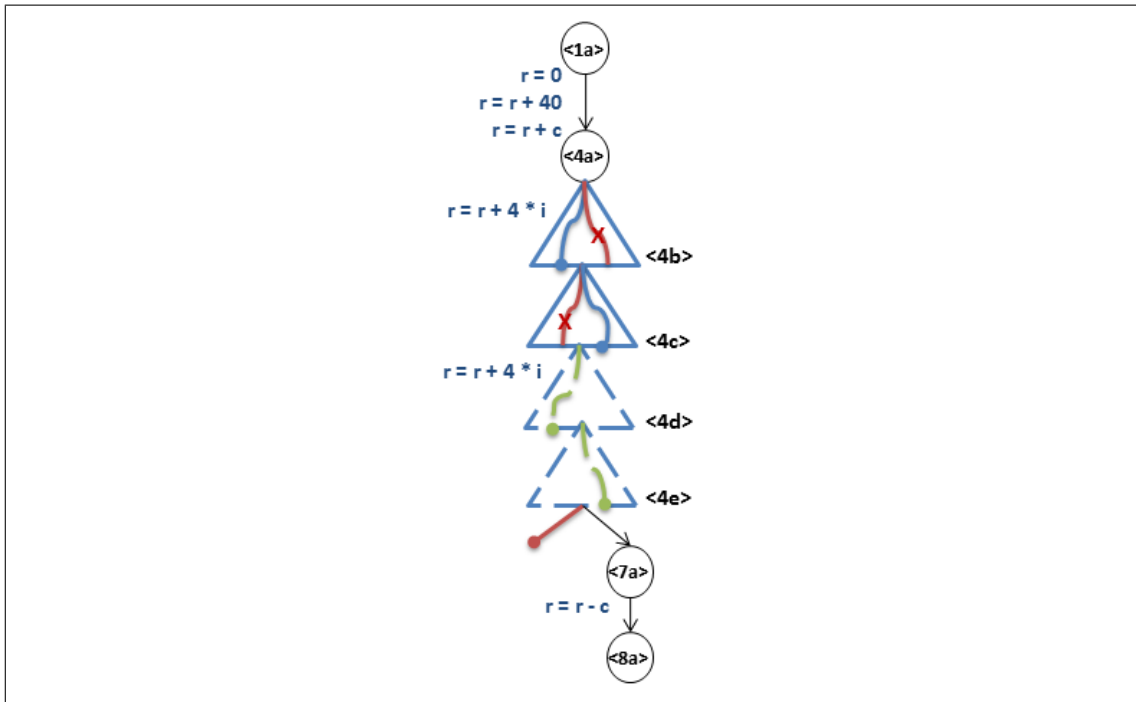 <1a>
r = 0
r = r + 40
r = r + c
<4a>
r = r + 4 * i
X
<4b>
X
<4c>
r = r + 4 * i
<4d>
<4e>
<7a>
r = r - c
<8a>